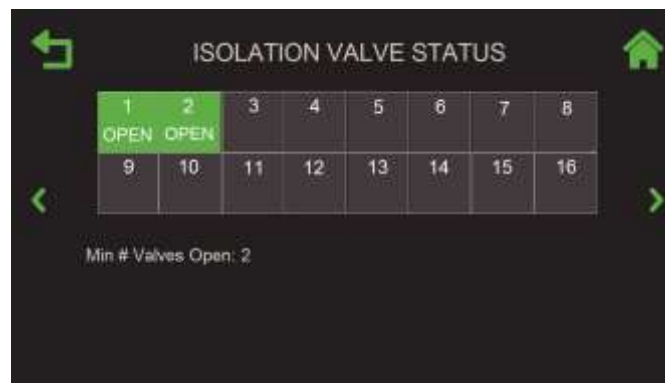 ISOLATION VALVE STATUS
1 2 3 4 5 6 7 8
OPEN OPEN
9 10 11 12 13 14 15 16
Min # Valves Open: 2